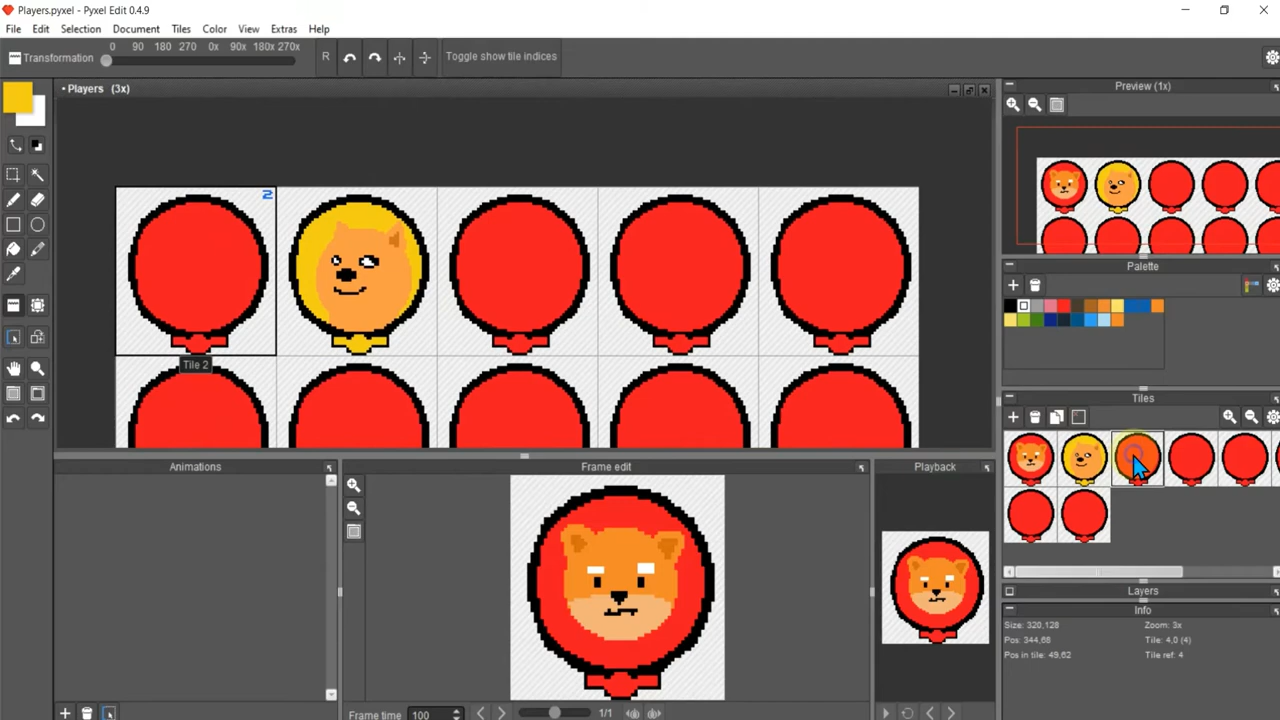 Players.pyxel - Pyxel Edit 0.4.9
File Edit Selection Document Tiles Color View Extras Help
Transformation
0 90 180 270 0x 90x 180x 270x
R
Toggle show tile indices
• Players (3x)
2
Tile 2
Preview (1x)
Palette
Tiles
Layers
Info
Size: 320,128
Zoom: 3x
Pos: 344,66
Tile: 4,0 (4)
Pos in tile: 49,62
Tile ref: 4
Animations
Frame edit
Playback
Frame time 100
1/1